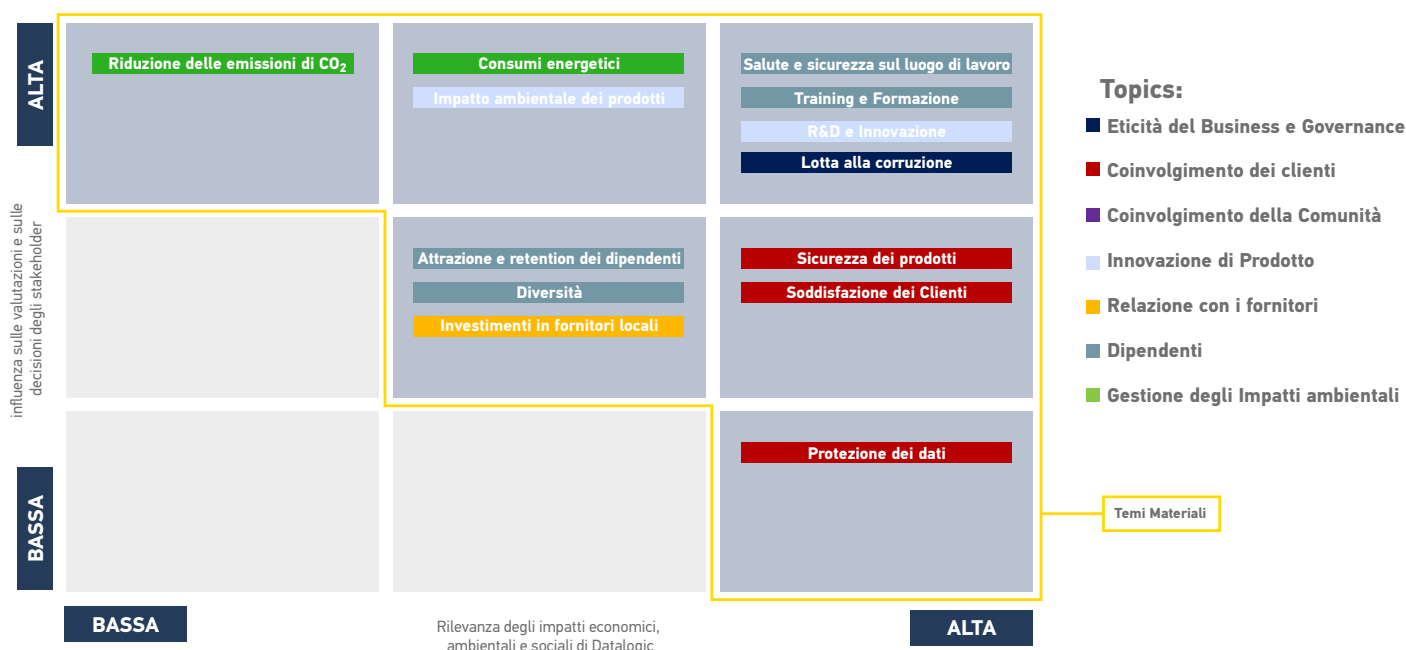 ALTA
Riduzione delle emissioni di CO2
Consumi energetici
Impatto ambientale dei prodotti
Salute e sicurezza sul luogo di lavoro
Training e Formazione
R&D e Innovazione
Lotta alla corruzione
influenza sulle valutazioni e sulle
decisioni degli stakeholder
Attrazione e retention dei dipendenti
Diversità
Investimenti in fornitori locali
Sicurezza dei prodotti
Soddisfazione dei Clienti
BASSA
Protezione dei dati
BASSA
Rilevanza degli impatti economici,
ambientali e sociali di Datalogic
ALTA
Topics:
Eticità del Business e Governance
Coinvolgimento dei clienti
Coinvolgimento della Comunità
Innovazione di Prodotto
Relazione con i fornitori
Dipendenti
Gestione degli Impatti ambientali
Temi Materiali